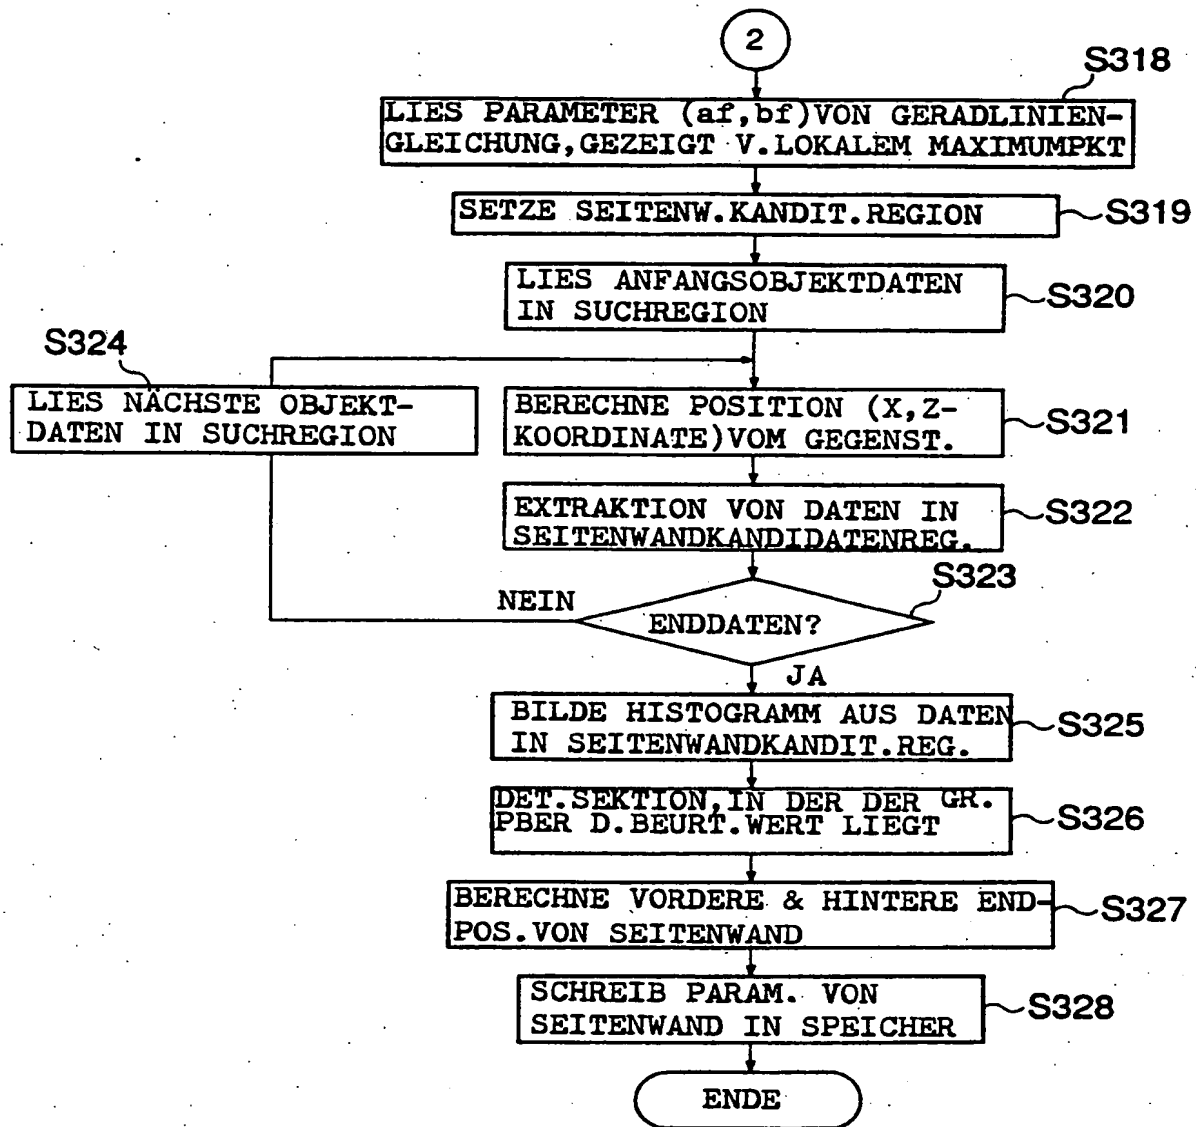 2
S318
LIES PARAMETER (af,bf)VON GERADLINIEN-
GLEICHUNG,GEZEIGT V.LOKALEM MAXIMUMPKT
SETZE SEITENW.KANDIT.REGION
S319
LIES ANFANGSOBJEKTDATEN
IN SUCHREGION
S320
S324
LIES NÄCHSTE OBJEKT-
DATEN IN SUCHREGION
BERECHNE POSITION (X,Z-
KOORDINATE)VOM GEGENST.
S321
EXTRAKTION VON DATEN IN
SEITENWANDKANDIDATENREG.
S322
S323
NEIN
ENDDATEN?
JA
BILDE HISTOGRAMM AUS DATEN
IN SEITENWANDKANDIT.REG.
S325
DET.SEKTION,IN DER DER GR.
PBER D.BEURT.WERT LIEGT
S326
BERECHNE VORDERE & HINTERE END-
POS.VON SEITENWAND
S327
SCHREIB PARAM. VON
SEITENWAND IN SPEICHER
S328
ENDE